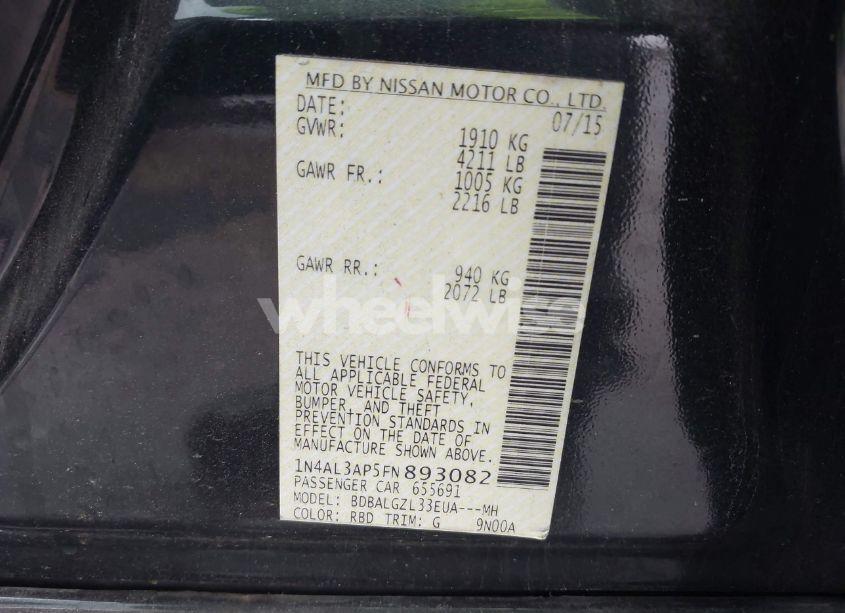 MFD BY NISSAN MOTOR CO., LTD.
DATE: 07/15
GVWR: 1910 KG
4211 LB
GAWR FR.: 1005 KG
2216 LB
GAWR RR.: 940 KG
2072 LB
wheelwise
THIS VEHICLE CONFORMS TO
ALL APPLICABLE FEDERAL
MOTOR VEHICLE SAFETY,
BUMPER, AND THEFT
PREVENTION STANDARDS IN
EFFECT ON THE DATE OF
MANUFACTURE SHOWN ABOVE.
1N4AL3AP5FN893082
PASSENGER CAR 655691
MODEL: BDBALGZL33EUA---MH
COLOR: RBD TRIM: G 9N00A